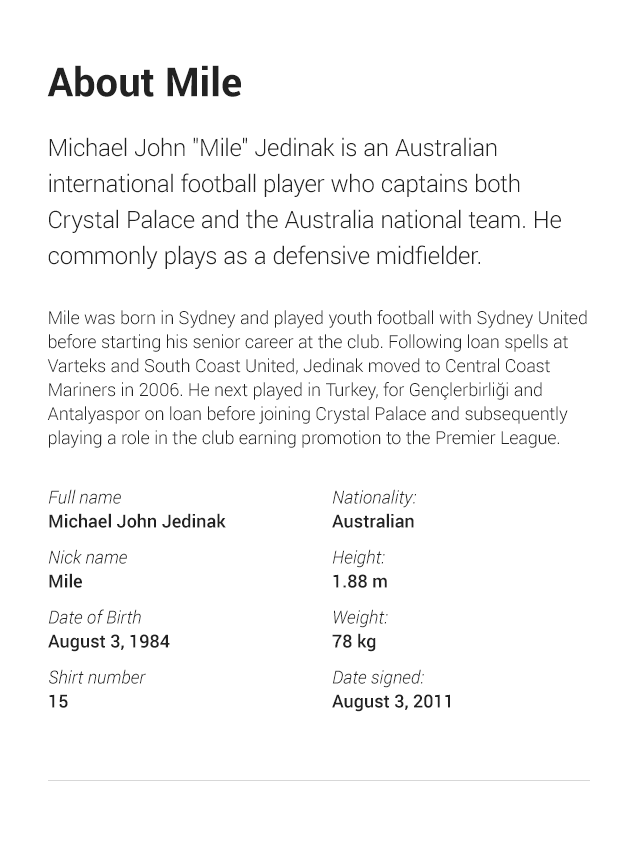 About Mile
Michael John "Mile" Jedinak is an Australian
international football player who captains both
Crystal Palace and the Australia national team. He
commonly plays as a defensive midfielder.
Mile was born in Sydney and played youth football with Sydney United
before starting his senior career at the club. Following loan spells at
Varteks and South Coast United, Jedinak moved to Central Coast
Mariners in 2006. He next played in Turkey, for Gençlerbirliği and
Antalyaspor on loan before joining Crystal Palace and subsequently
playing a role in the club earning promotion to the Premier League.
Full name
Michael John Jedinak
Nick name
Mile
Date of Birth
August 3, 1984
Shirt number
15
Nationality:
Australian
Height:
1.88 m
Weight:
78 kg
Date signed:
August 3, 2011